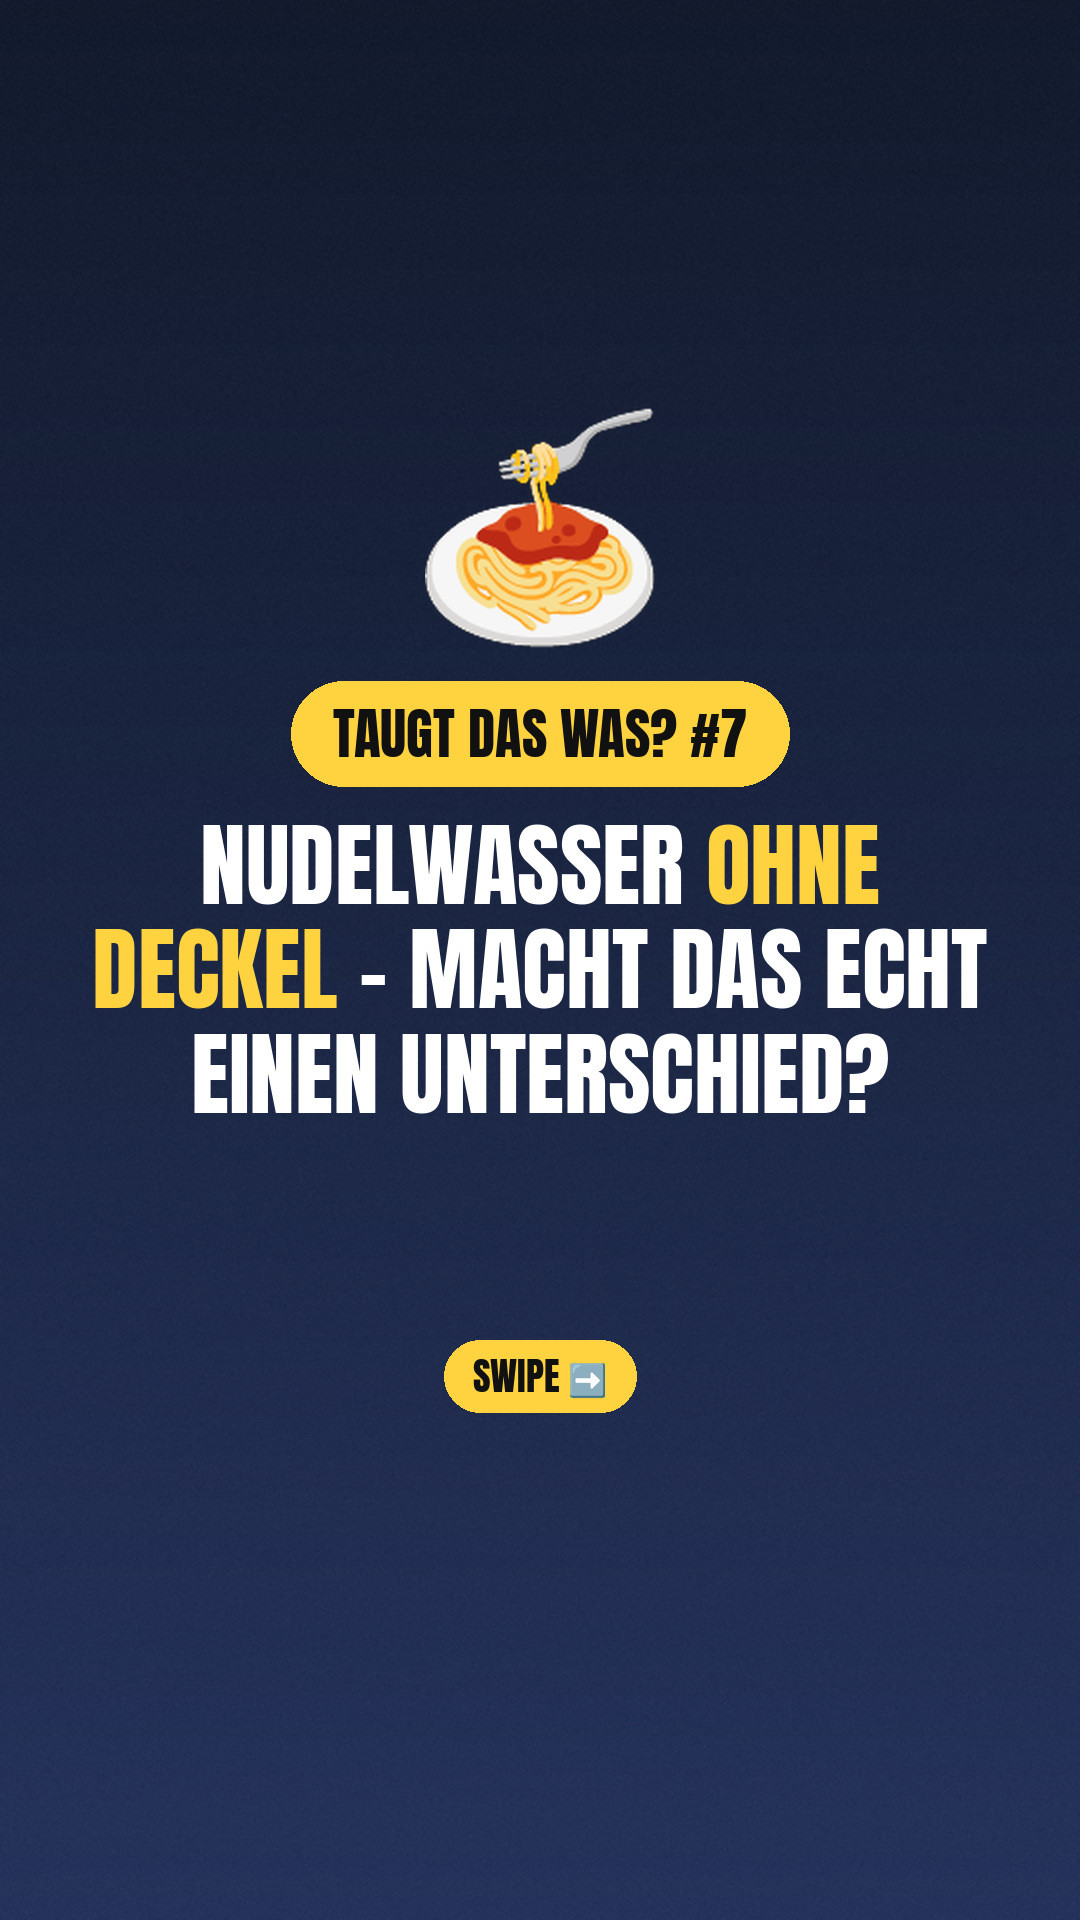 TAUGT DAS WAS? #7
NUDELWASSER OHNE
DECKEL - MACHT DAS ECHT
EINEN UNTERSCHIED?
SWIPE ➡️